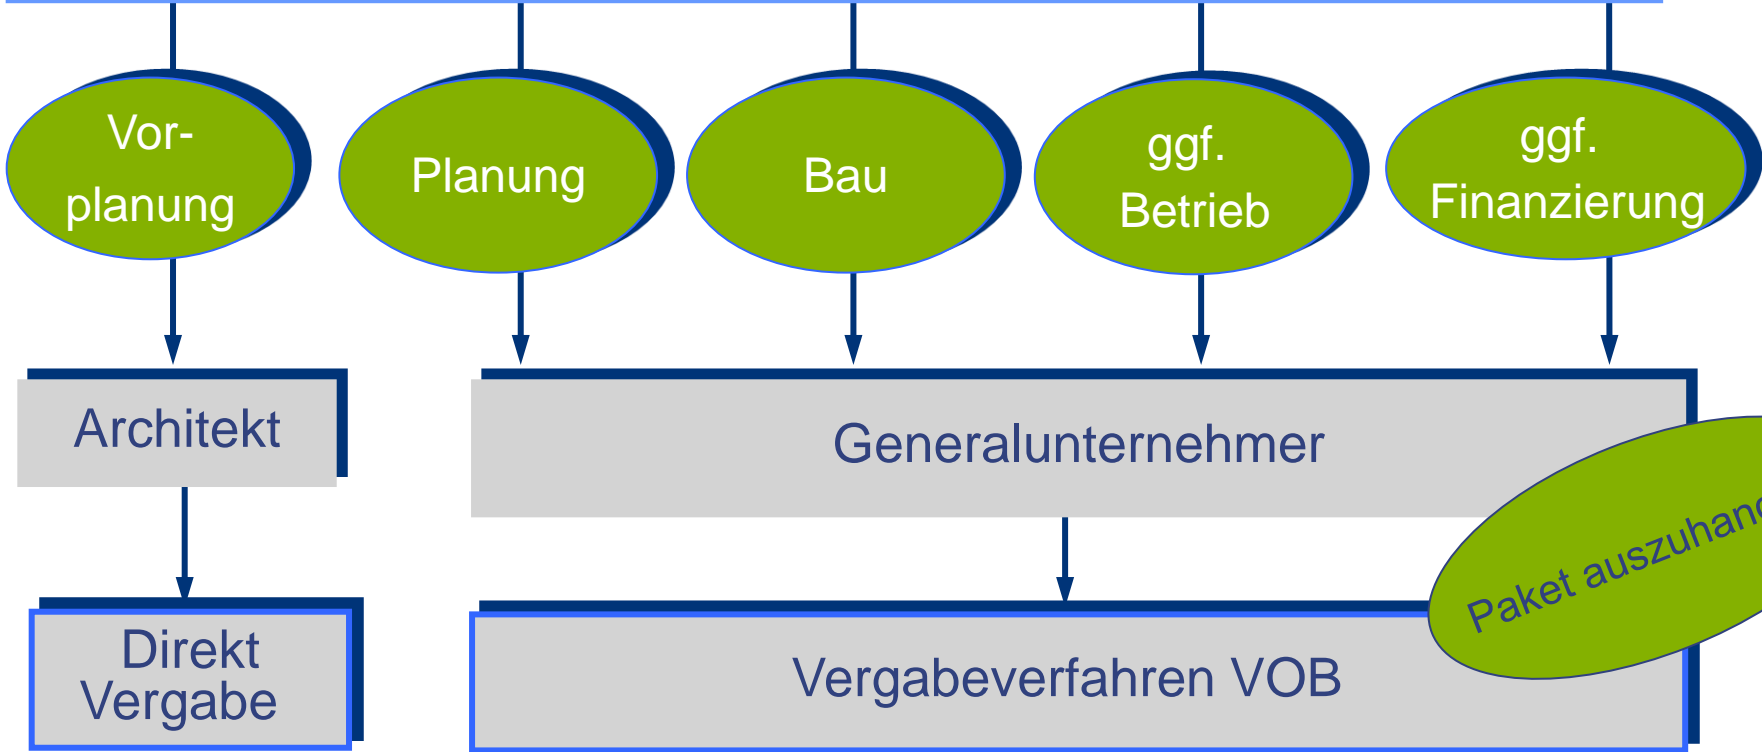 Vor-
planung
Planung
Bau
ggf.
Betrieb
ggf.
Finanzierung
Architekt
Generalunternehmer
Paket
Direkt
Vergabe
Vergabeverfahren VOB